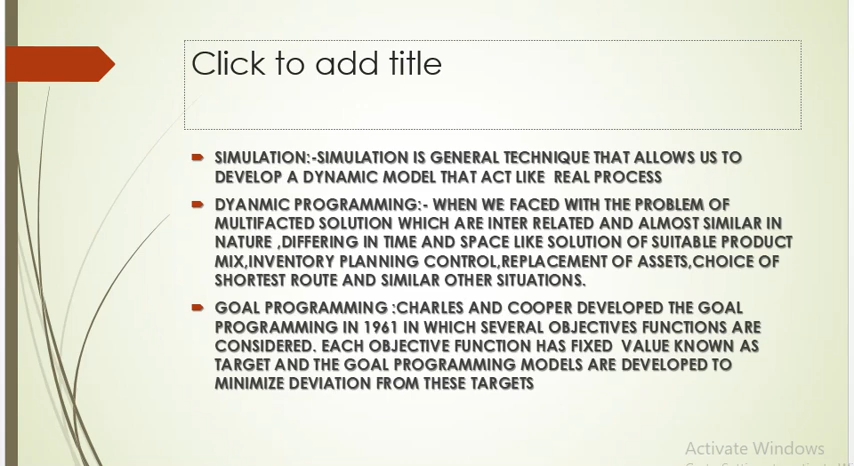 Click to add title
SIMULATION:-SIMULATION IS GENERAL TECHNIQUE THAT ALLOWS US TO
DEVELOP A DYNAMIC MODEL THAT ACT LIKE REAL PROCESS
DYANMIC PROGRAMMING:- WHEN WE FACED WITH THE PROBLEM OF
MULTIFACTED SOLUTION WHICH ARE INTER RELATED AND ALMOST SIMILAR IN
NATURE ,DIFFERING IN TIME AND SPACE LIKE SOLUTION OF SUITABLE PRODUCT
MIX,INVENTORY PLANNING CONTROL,REPLACEMENT OF ASSETS,CHOICE OF
SHORTEST ROUTE AND SIMILAR OTHER SITUATIONS.
GOAL PROGRAMMING :CHARLES AND COOPER DEVELOPED THE GOAL
PROGRAMMING IN 1961 IN WHICH SEVERAL OBJECTIVES FUNCTIONS ARE
CONSIDERED. EACH OBJECTIVE FUNCTION HAS FIXED VALUE KNOWN AS
TARGET AND THE GOAL PROGRAMMING MODELS ARE DEVELOPED TO
MINIMIZE DEVIATION FROM THESE TARGETS
Activate Windows